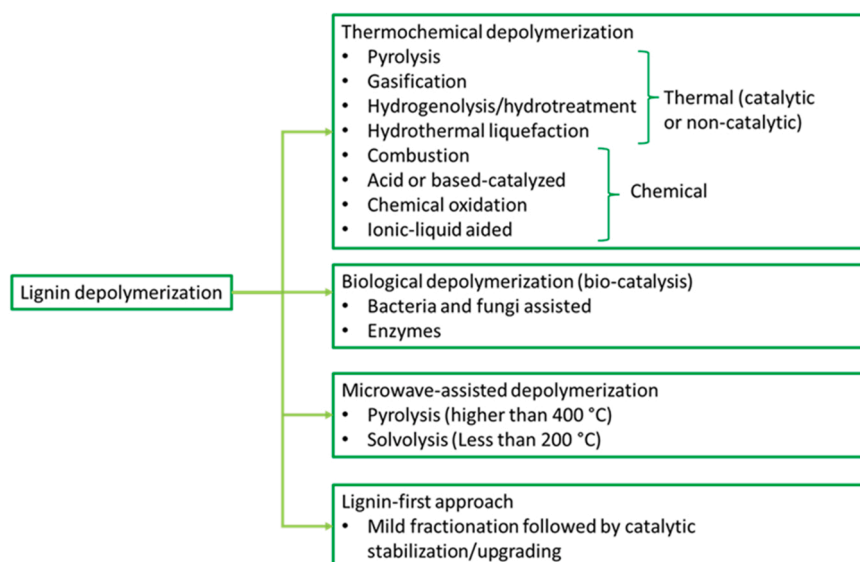 Thermochemical depolymerization
• Pyrolysis
• Gasification
• Hydrogenolysis/hydrotreatment
• Hydrothermal liquefaction
Thermal (catalytic
or non-catalytic)
• Combustion
• Acid or based-catalyzed
• Chemical oxidation
• Ionic-liquid aided
Chemical
Lignin depolymerization
Biological depolymerization (bio-catalysis)
• Bacteria and fungi assisted
• Enzymes
Microwave-assisted depolymerization
• Pyrolysis (higher than 400 °C)
• Solvolysis (Less than 200 °C)
Lignin-first approach
• Mild fractionation followed by catalytic
stabilization/upgrading